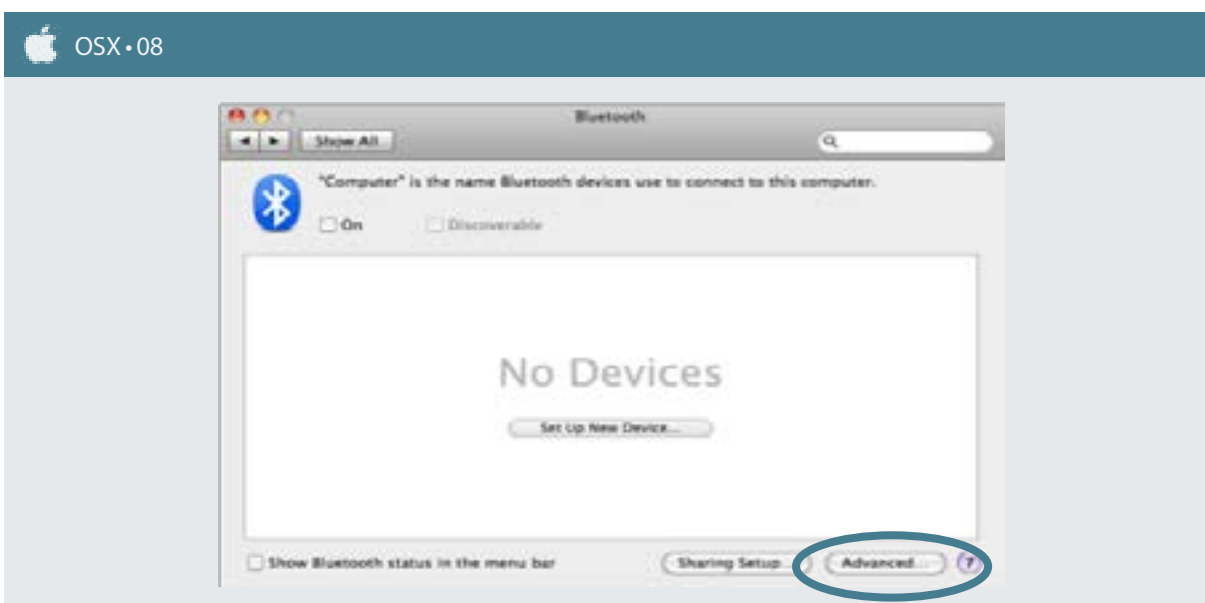 OSX•08
Bluetooth
Show All
"Computer" is the name Bluetooth devices use to connect to this computer.
On Discoverable
No Devices
Set Up New Device...
Show Bluetooth status in the menu bar Sharing Setup... Advanced... ?